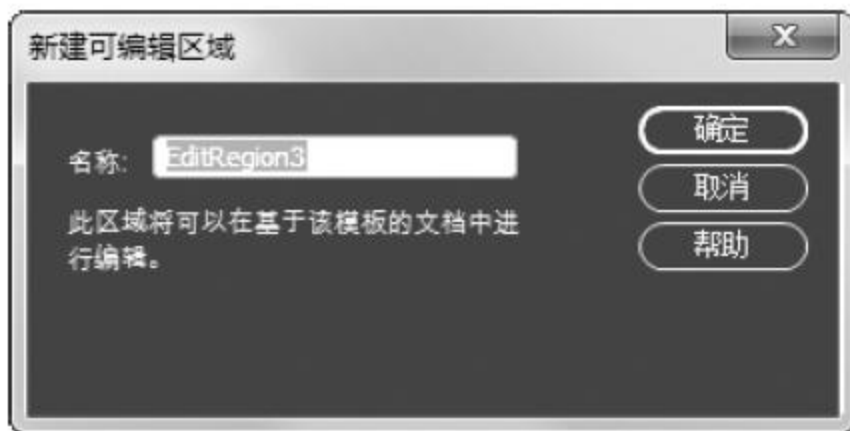 新建可编辑区域
名称: EditRegion3
此区域将可以在基于该模板的文档中进
行编辑。
确定
取消
帮助